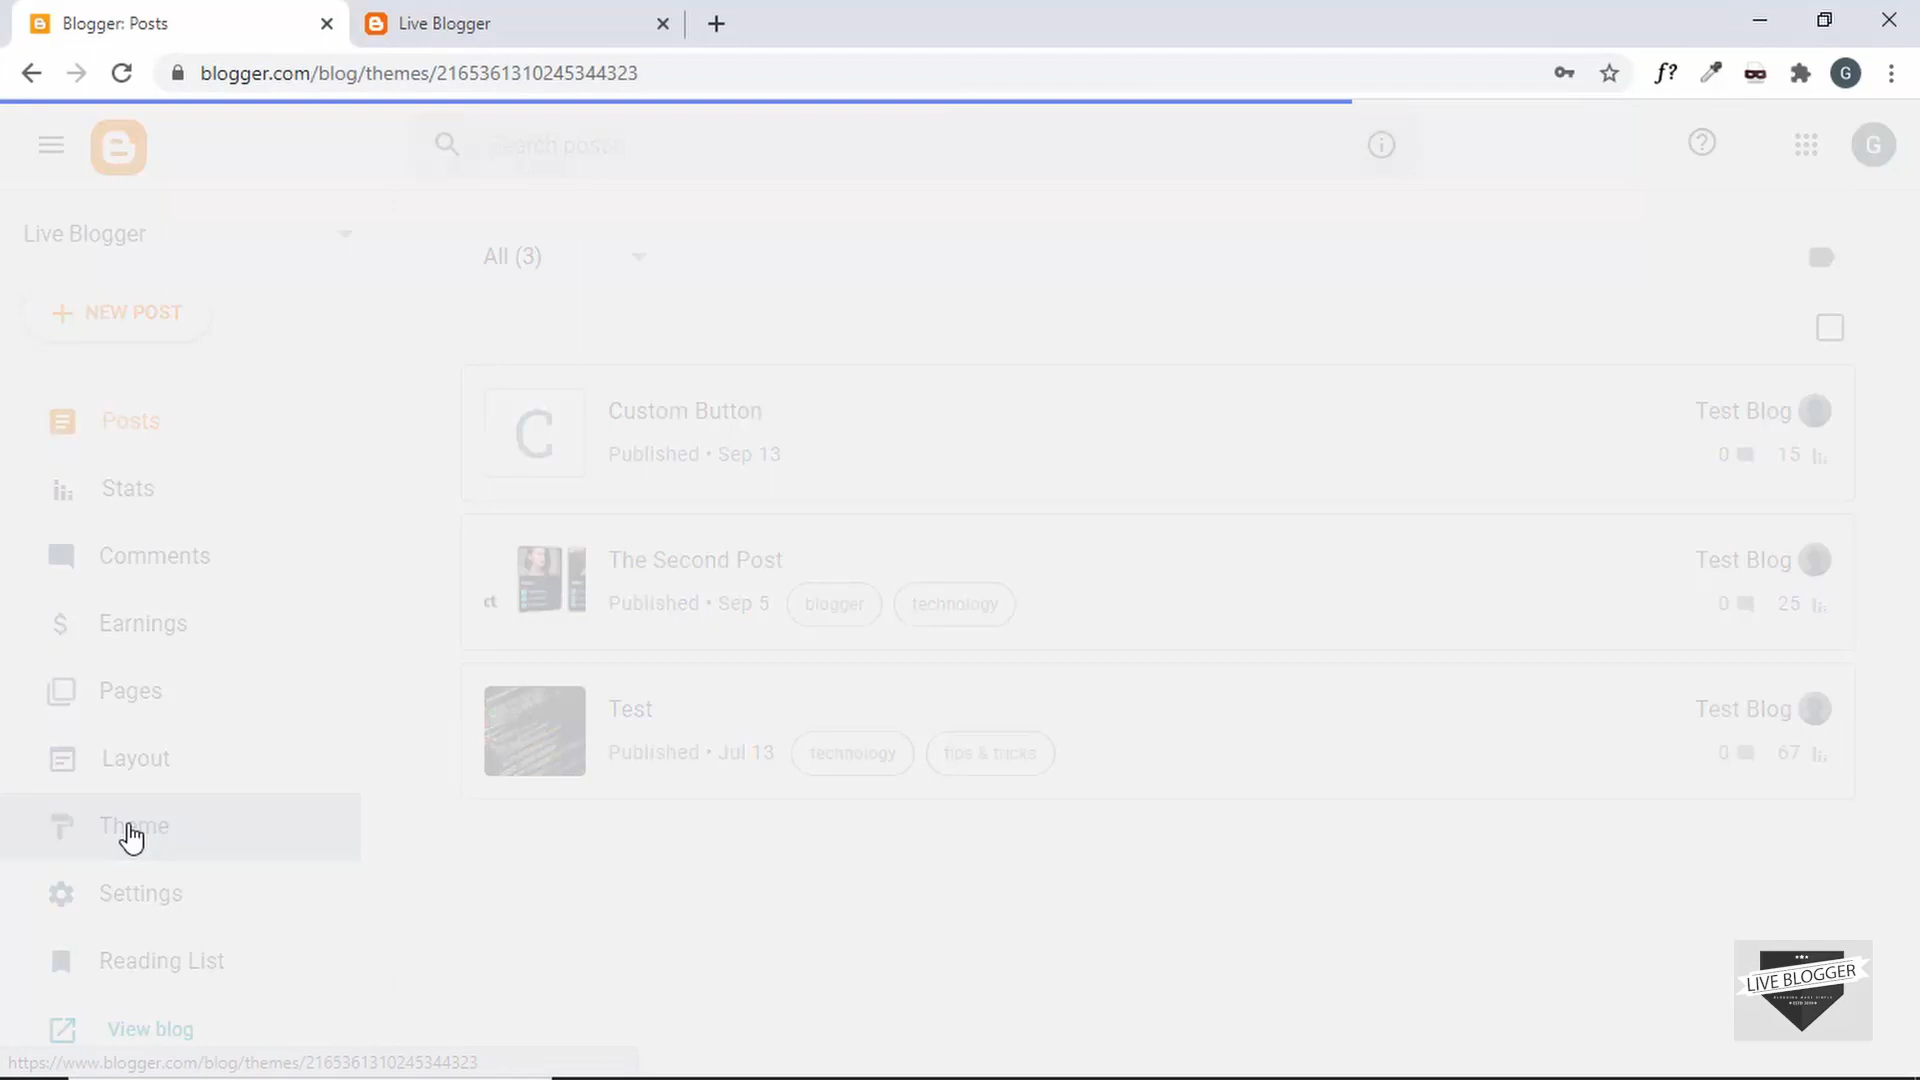 Blogger: Posts
Live Blogger
blogger.com/blog/themes/2165361310245344323
f?
G
Search posts
G
Live Blogger
All (3)
NEW POST
Posts
Stats
Comments
Earnings
Pages
Layout
Theme
Settings
Reading List
View blog
C
Custom Button
Published • Sep 13
Test Blog
0 15
ct
The Second Post
Published • Sep 5 blogger technology
Test Blog
0 25
Test
Published • Jul 13 technology tips & tricks
Test Blog
0 67
LIVE BLOGGER
https://www.blogger.com/blog/themes/2165361310245344323